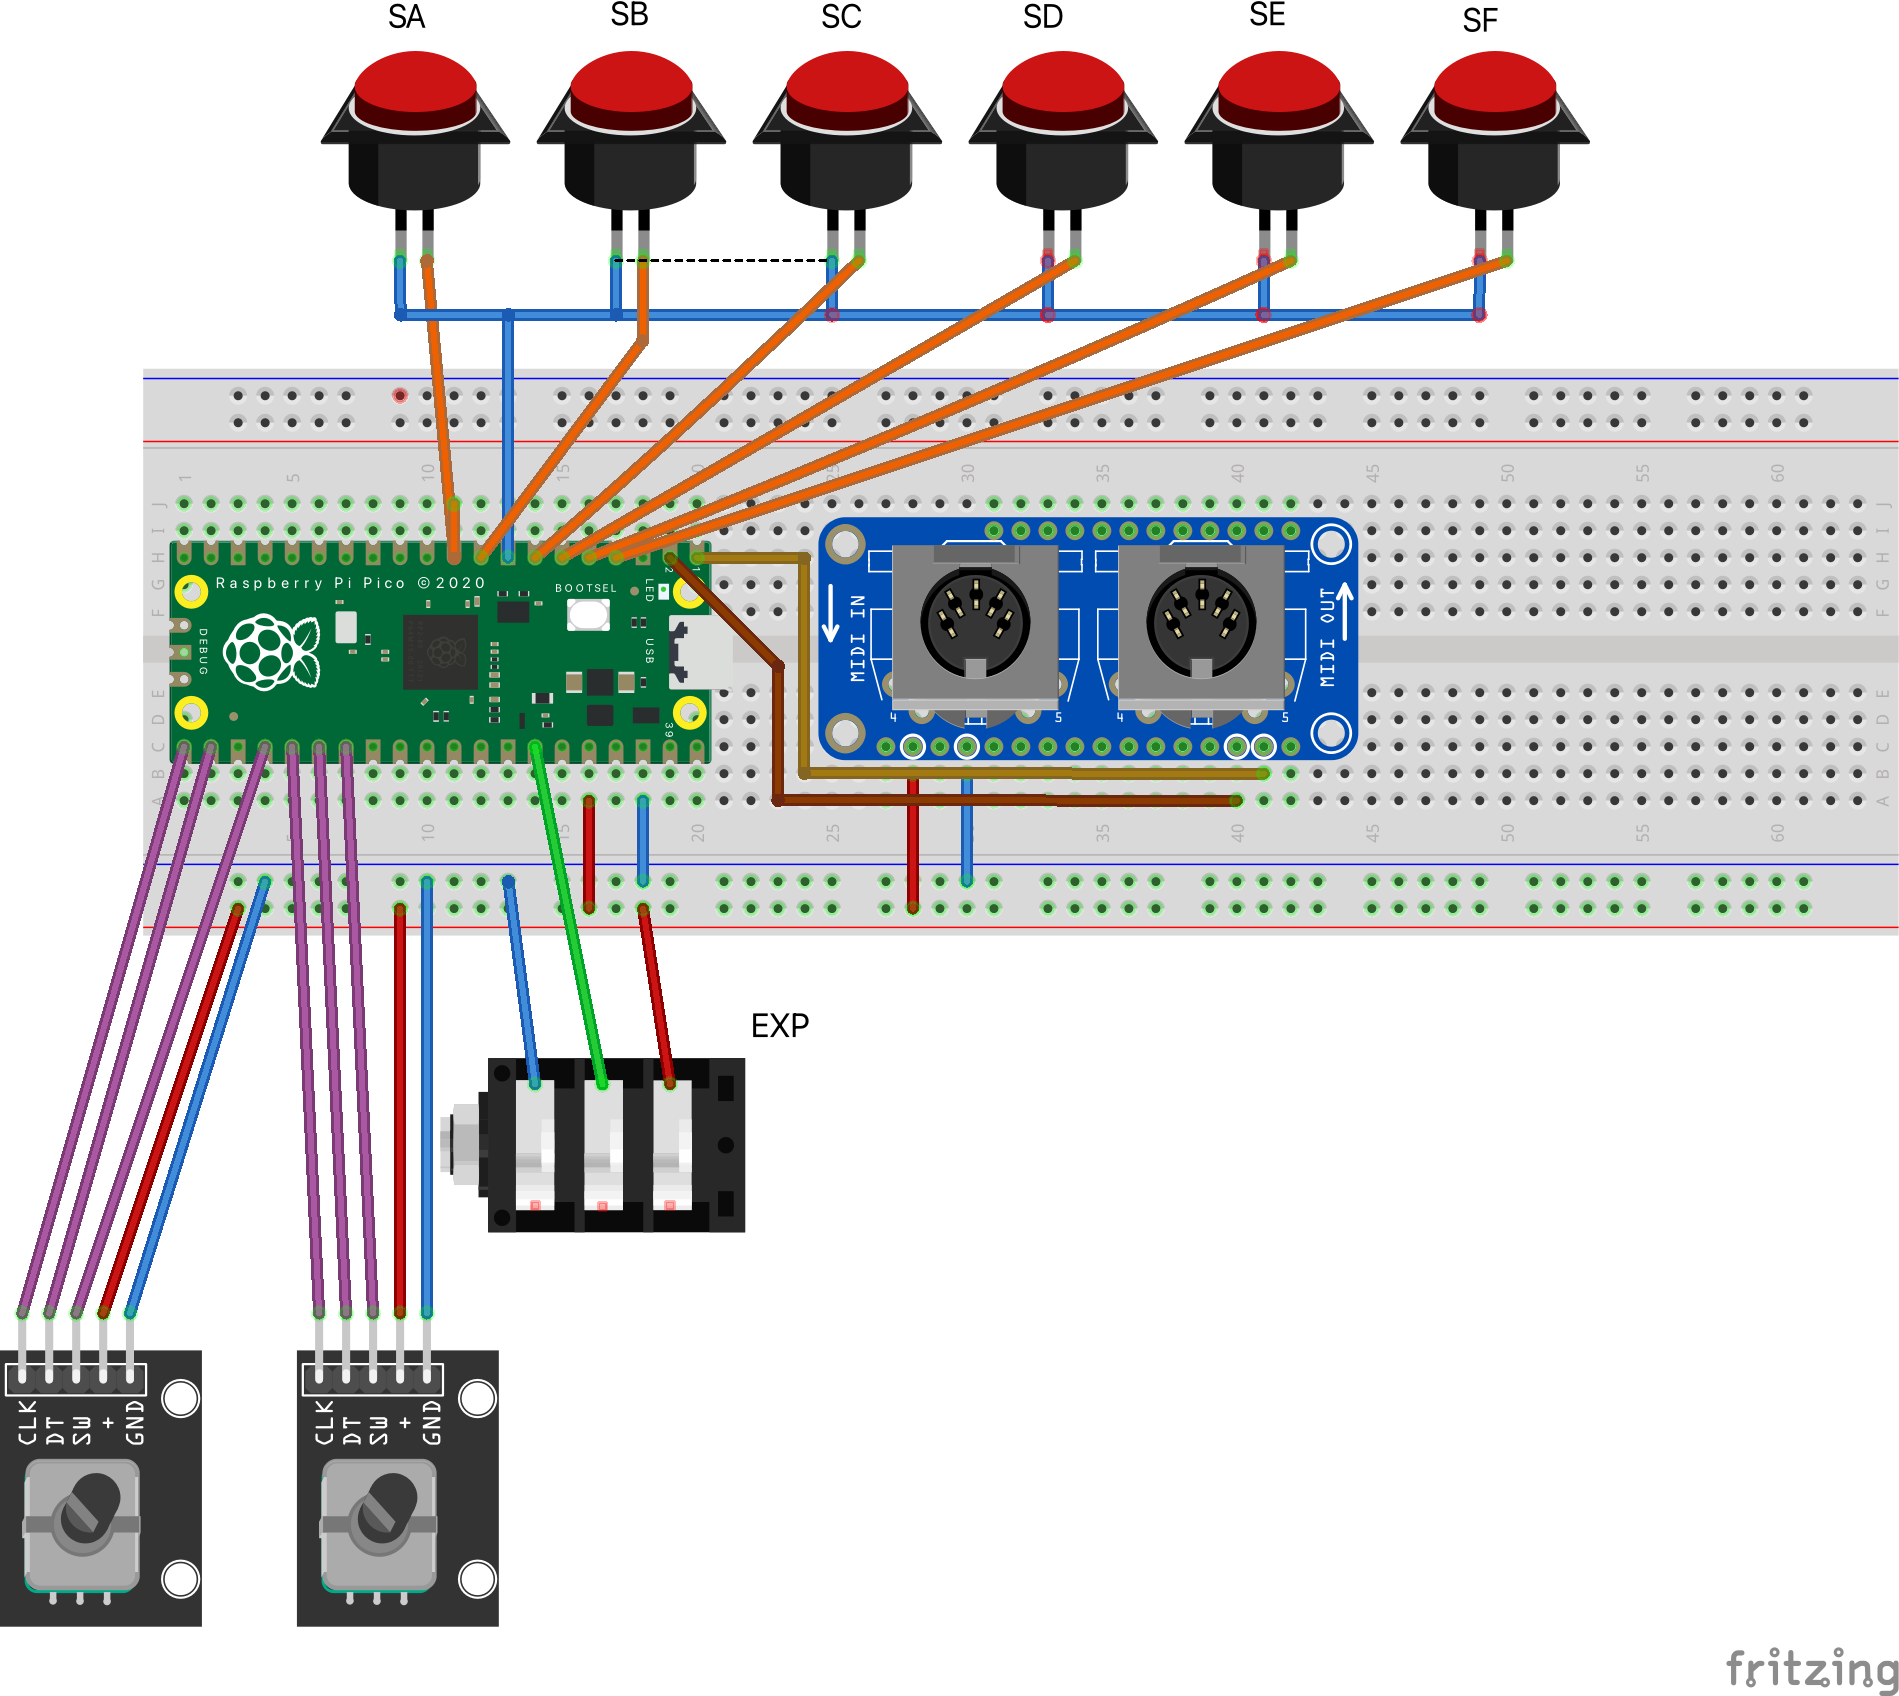 SA
SB
SC
SD
SE
SF
1
5
10
15
20
25
30
35
40
45
50
55
60
J
J
I
I
H
H
G
G
F
F
Raspberry Pi Pico ©2020
BOOTSEL
LED
2
1
DEBUG
USB
39
MIDI IN
MIDI OUT
4
5
4
5
E
E
D
D
C
C
B
B
A
A
5
10
15
20
25
30
35
40
45
50
55
60
EXP
CLK
DT
SW
+
GND
CLK
DT
SW
+
GND
fritzing